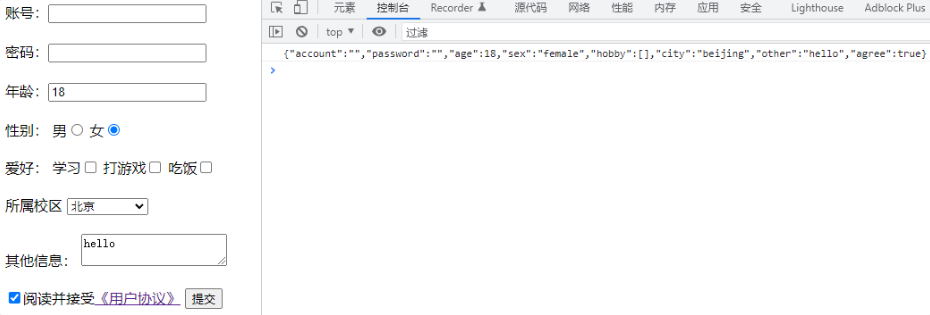 账号:
密码:
年龄: 18
性别: 男 女
爱好: 学习 打游戏 吃饭
所属校区 北京
其他信息: hello
阅读并接受《用户协议》 提交
元素 控制台 Recorder 源代码 网络 性能 内存 应用 安全 Lighthouse Adblock Plus
top 过滤
{"account":"","password":"","age":18,"sex":"female","hobby":[],"city":"beijing","other":"hello","agree":true}